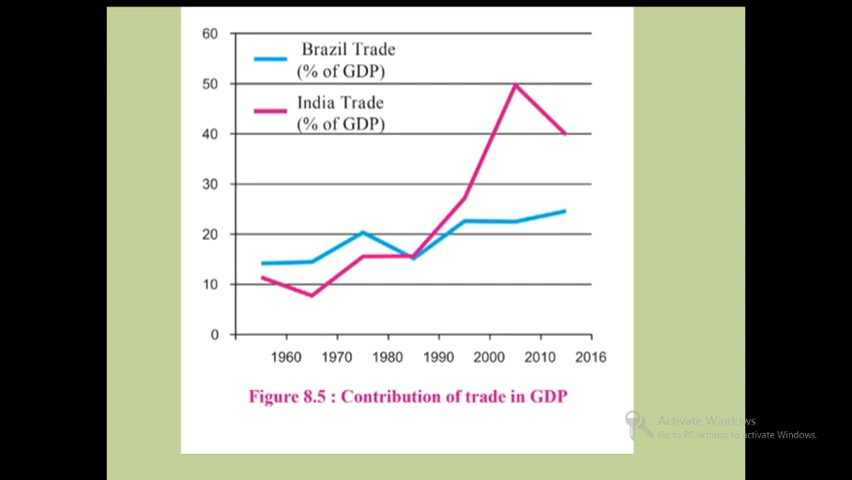 60
Brazil Trade
(% of GDP)
50
India Trade
(% of GDP)
40
30
20
10
0
1960 1970 1980 1990 2000 2010 2016
Figure 8.5 : Contribution of trade in GDP
Activate Windows
Go to PC settings to activate Windows.